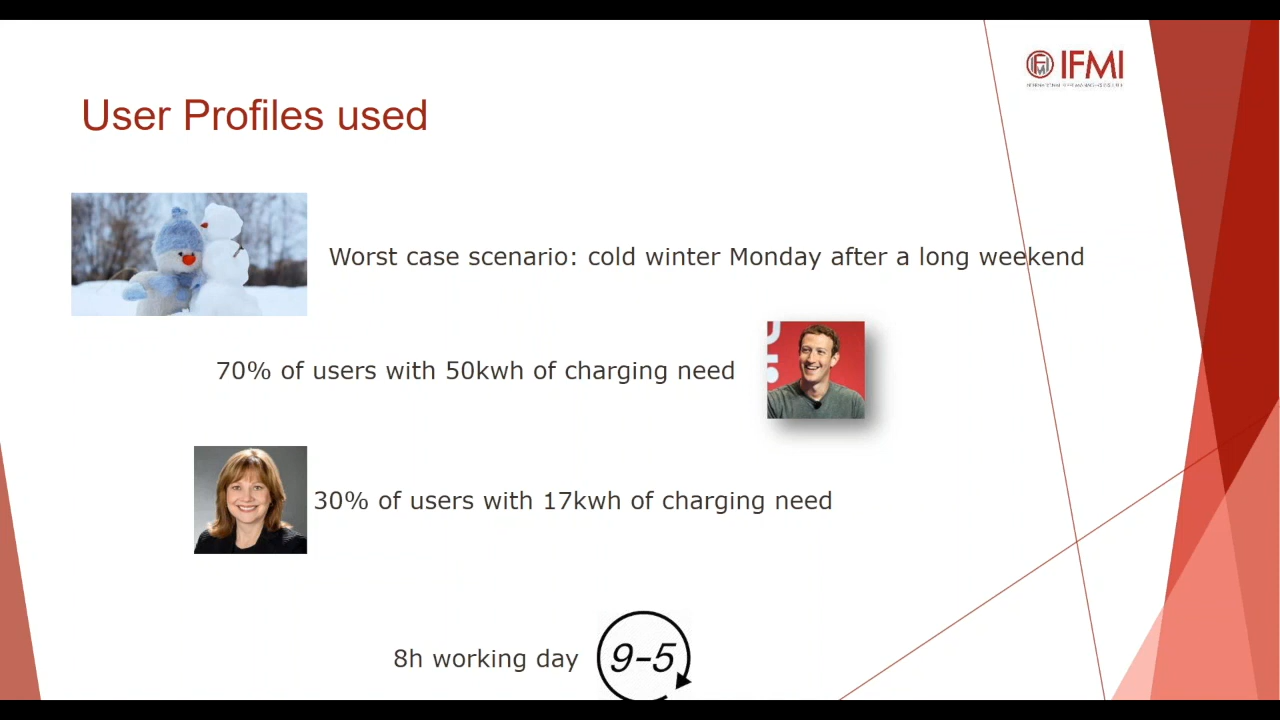 IFMI
User Profiles used
Worst case scenario: cold winter Monday after a long weekend
70% of users with 50kwh of charging need
30% of users with 17kwh of charging need
8h working day
9-5